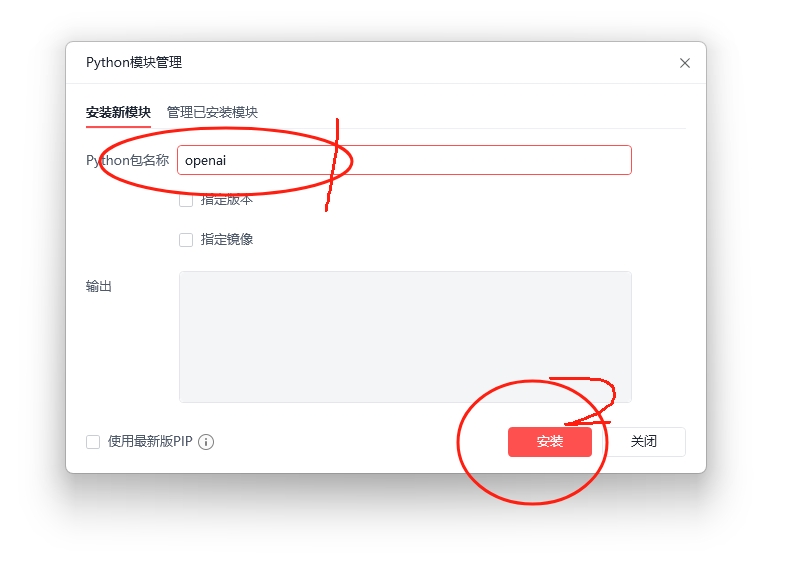 Python模块管理
安装新模块 管理已安装模块
Python包名称 openai
指定版本
指定镜像
输出
使用最新版PIP
安装 关闭
1
2